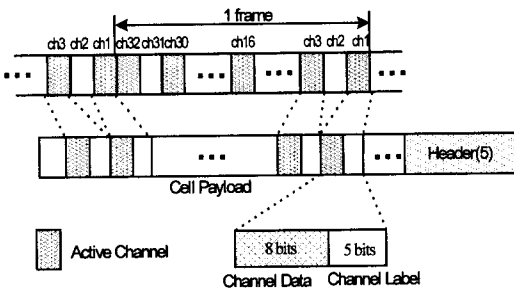 1 frame
ch3 ch2 ch1 ch32 ch31 ch30 ch16 ch3 ch2 ch1
Header(5)
Cell Payload
Active Channel
8 bits 5 bits
Channel Data Channel Label